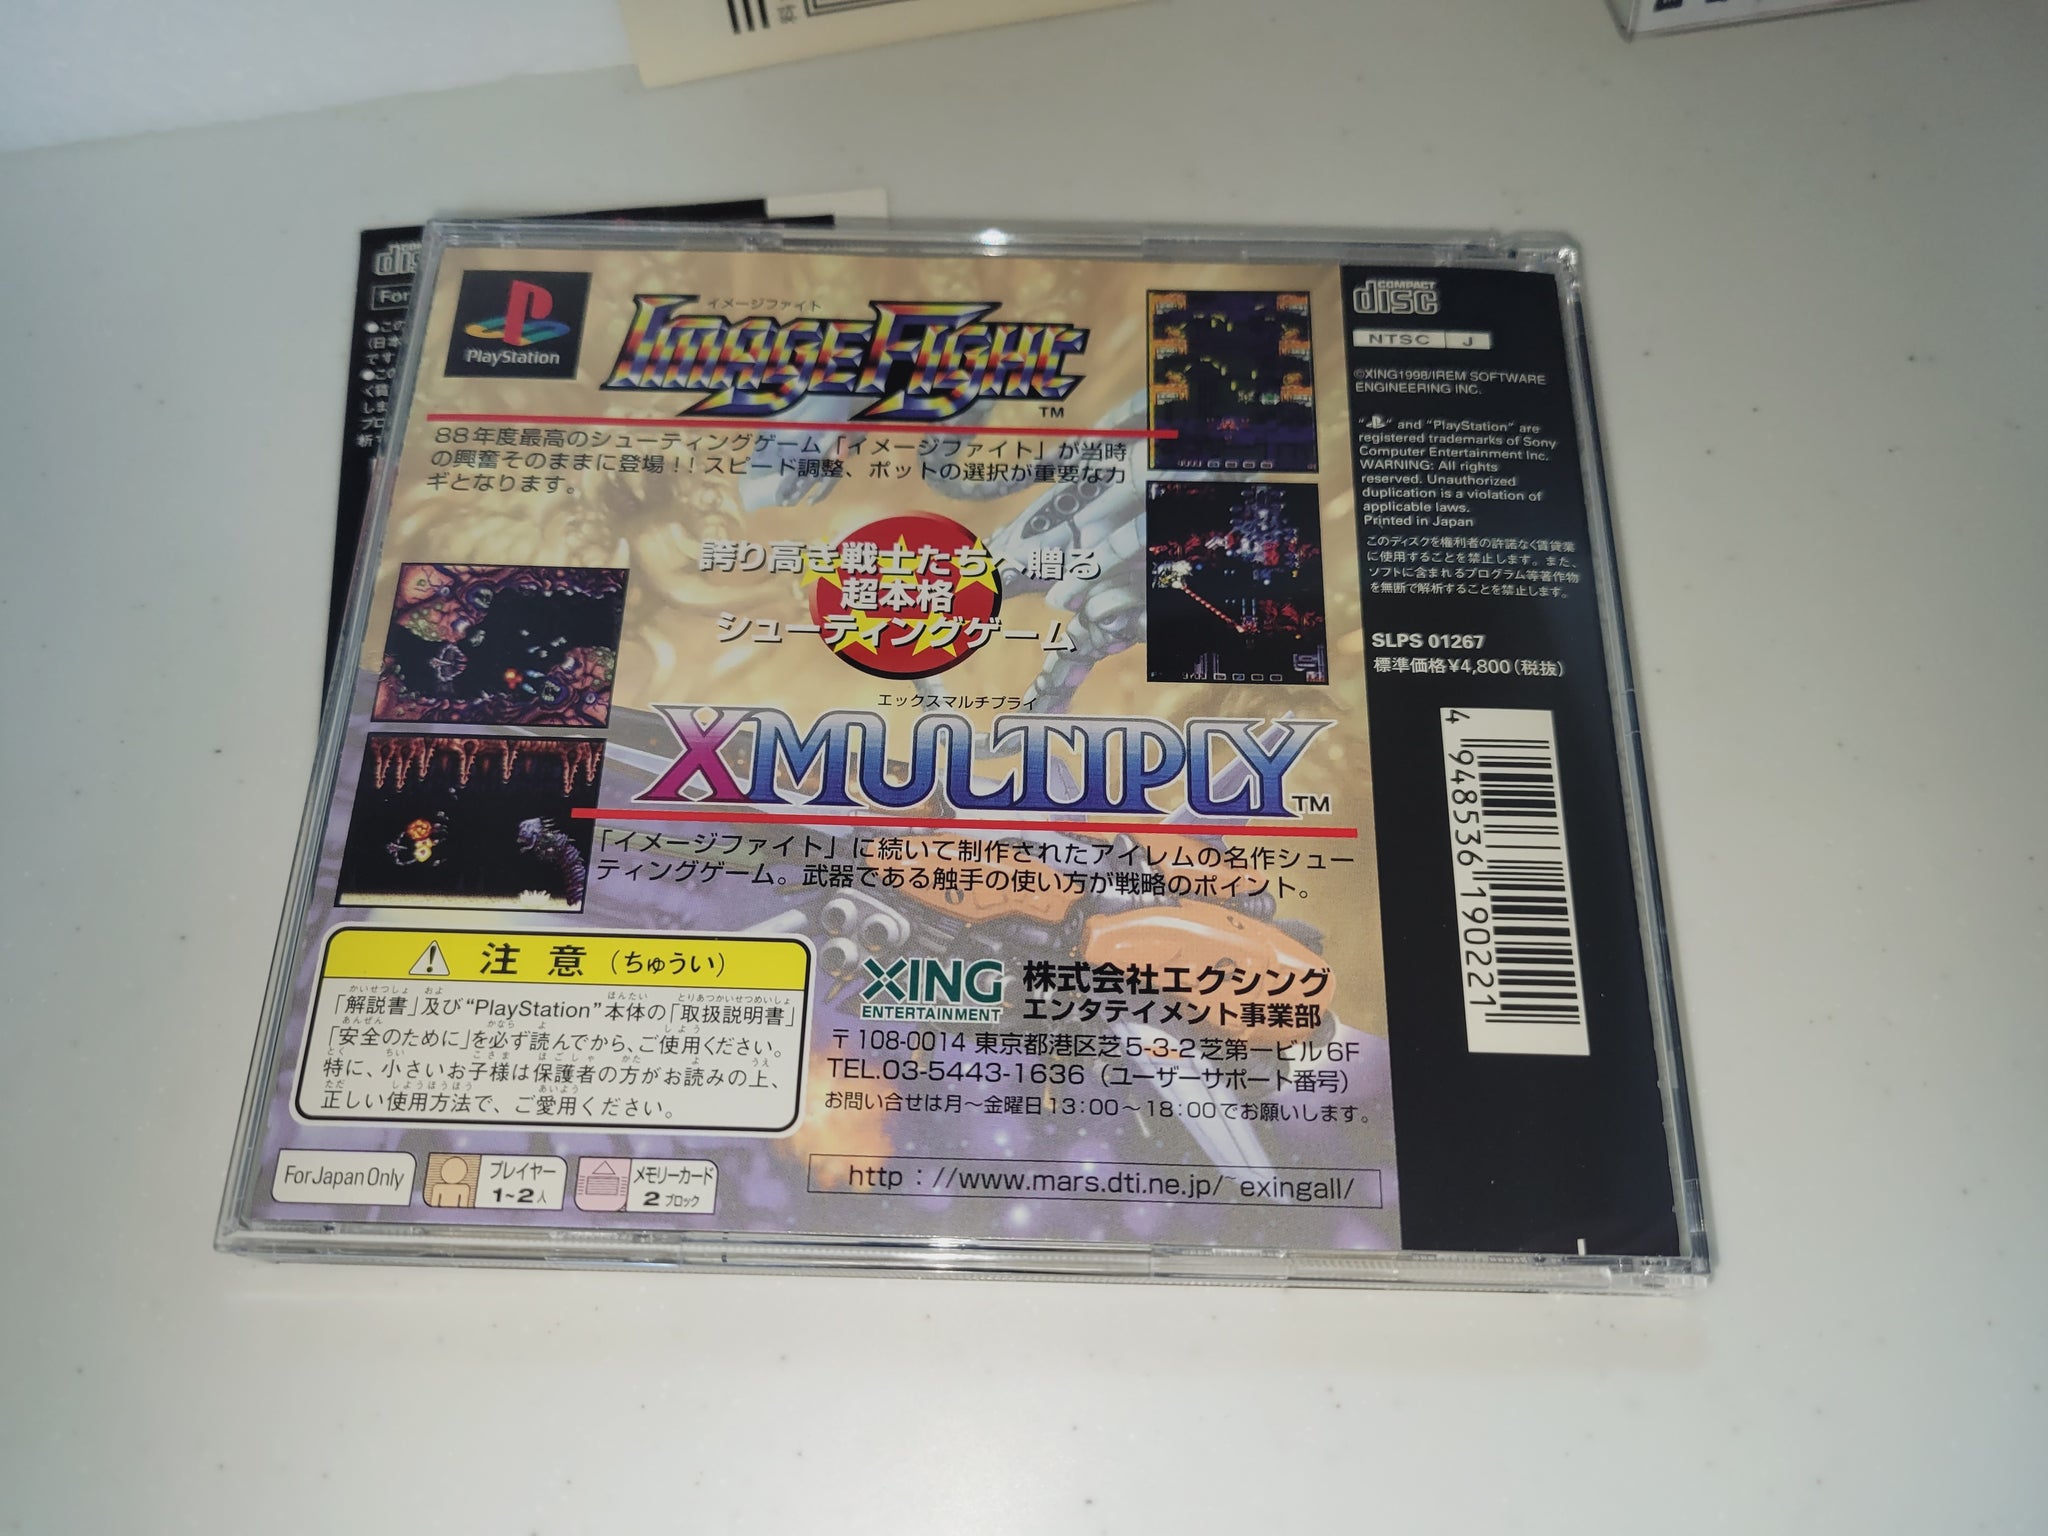 PlayStation
イメージファイト
IMAGE FIGHT TM
88年度最高のシューティングゲーム「イメージファイト」が当時
の興奮そのままに登場!!スピード調整、ポットの選択が重要なカ
ギとなります。
誇り高き戦士たちへ贈る
超本格
シューティングゲーム
エックスマルチプライ
XMULTIPLY TM
「イメージファイト」に続いて制作されたアイレムの名作シュー
ティングゲーム。武器である触手の使い方が戦略のポイント。
注意(ちゅうい)
「解説書」及び“PlayStation”本体の「取扱説明書」
「安全のために」を必ず読んでから、ご使用ください。
特に、小さいお子様は保護者の方がお読みの上、
正しい使用方法で、ご愛用ください。
XING ENTERTAINMENT
株式会社エクシング
エンタテイメント事業部
〒108-0014 東京都港区芝5-3-2芝第一ビル6F
TEL.03-5443-1636(ユーザーサポート番号)
お問い合せは月〜金曜日13:00〜18:00でお願いします。
For Japan Only
プレイヤー
1~2人
メモリーカード
2ブロック
http://www.mars.dti.ne.jp/~exingall/
COMPACT disc
NTSC J
©XING1998/IREM SOFTWARE
ENGINEERING INC.
“ ” and “PlayStation” are
registered trademarks of Sony
Computer Entertainment Inc.
WARNING: All rights
reserved. Unauthorized
duplication is a violation of
applicable laws.
Printed in Japan
このディスクを権利者の許諾なく賃貸業
に使用することを禁止します。また、
ソフトに含まれるプログラム等著作物
を無断で解析することを禁止します。
SLPS 01267
標準価格¥4,800(税抜)
4 948536 190221